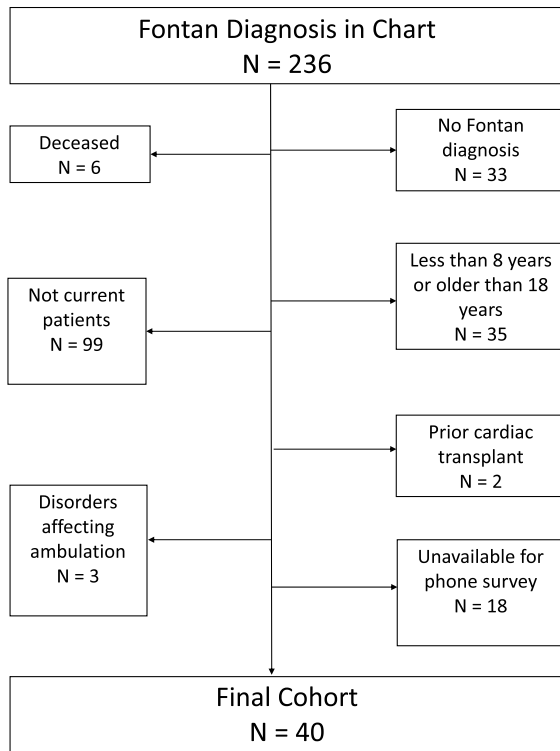 Fontan Diagnosis in Chart
N = 236
No Fontan
diagnosis
N = 33
Deceased
N = 6
Less than 8 years
or older than 18
years
N = 35
Not current
patients
N = 99
Prior cardiac
transplant
N = 2
Disorders
affecting
ambulation
N = 3
Unavailable for
phone survey
N = 18
Final Cohort
N = 40